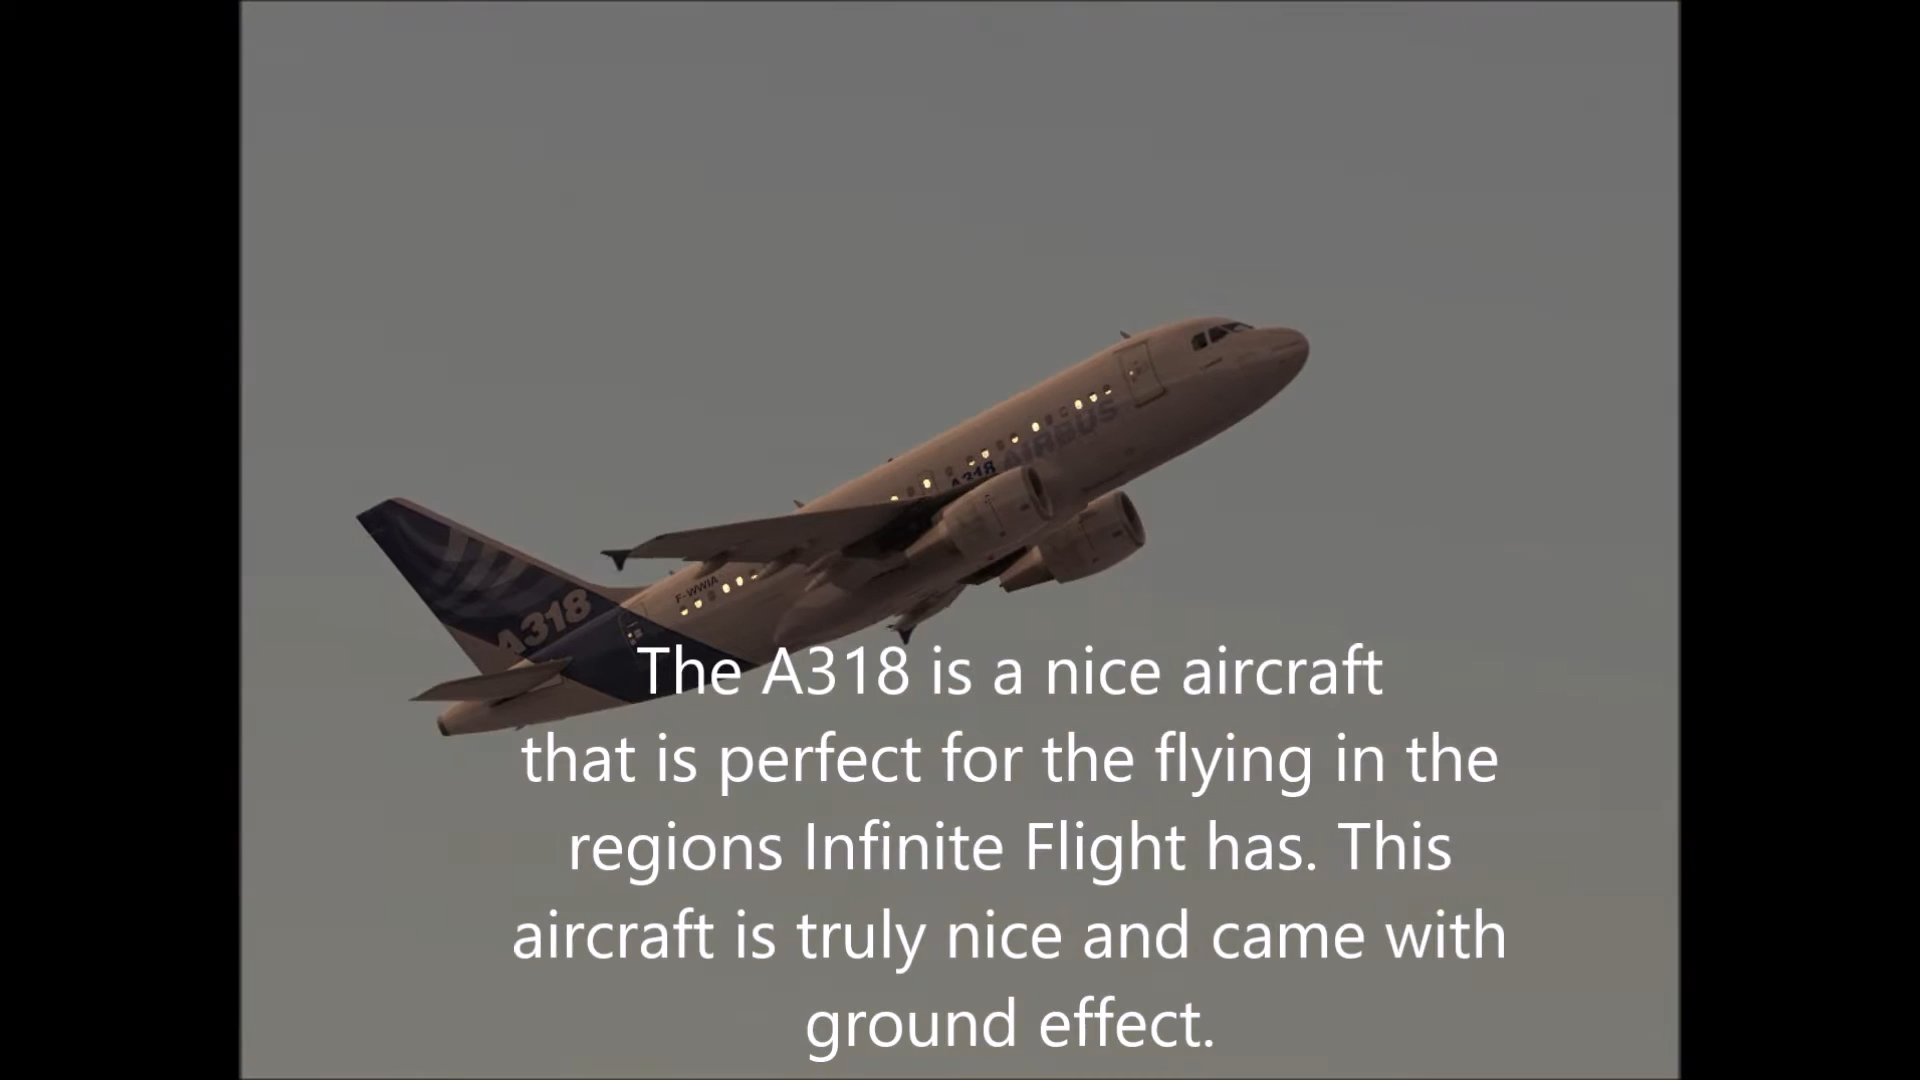 AIRBUS
A318
F-WWIA
A318
The A318 is a nice aircraft
that is perfect for the flying in the
regions Infinite Flight has. This
aircraft is truly nice and came with
ground effect.